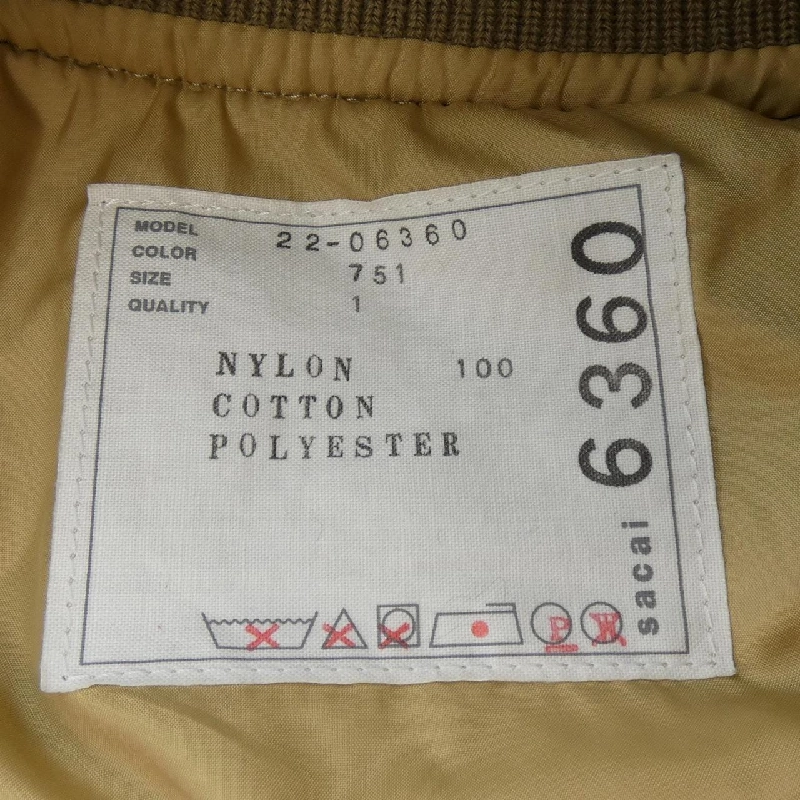 MODEL 22-06360
COLOR 751
SIZE 1
QUALITY
NYLON 100
COTTON
POLYESTER
P W
sacai 6360